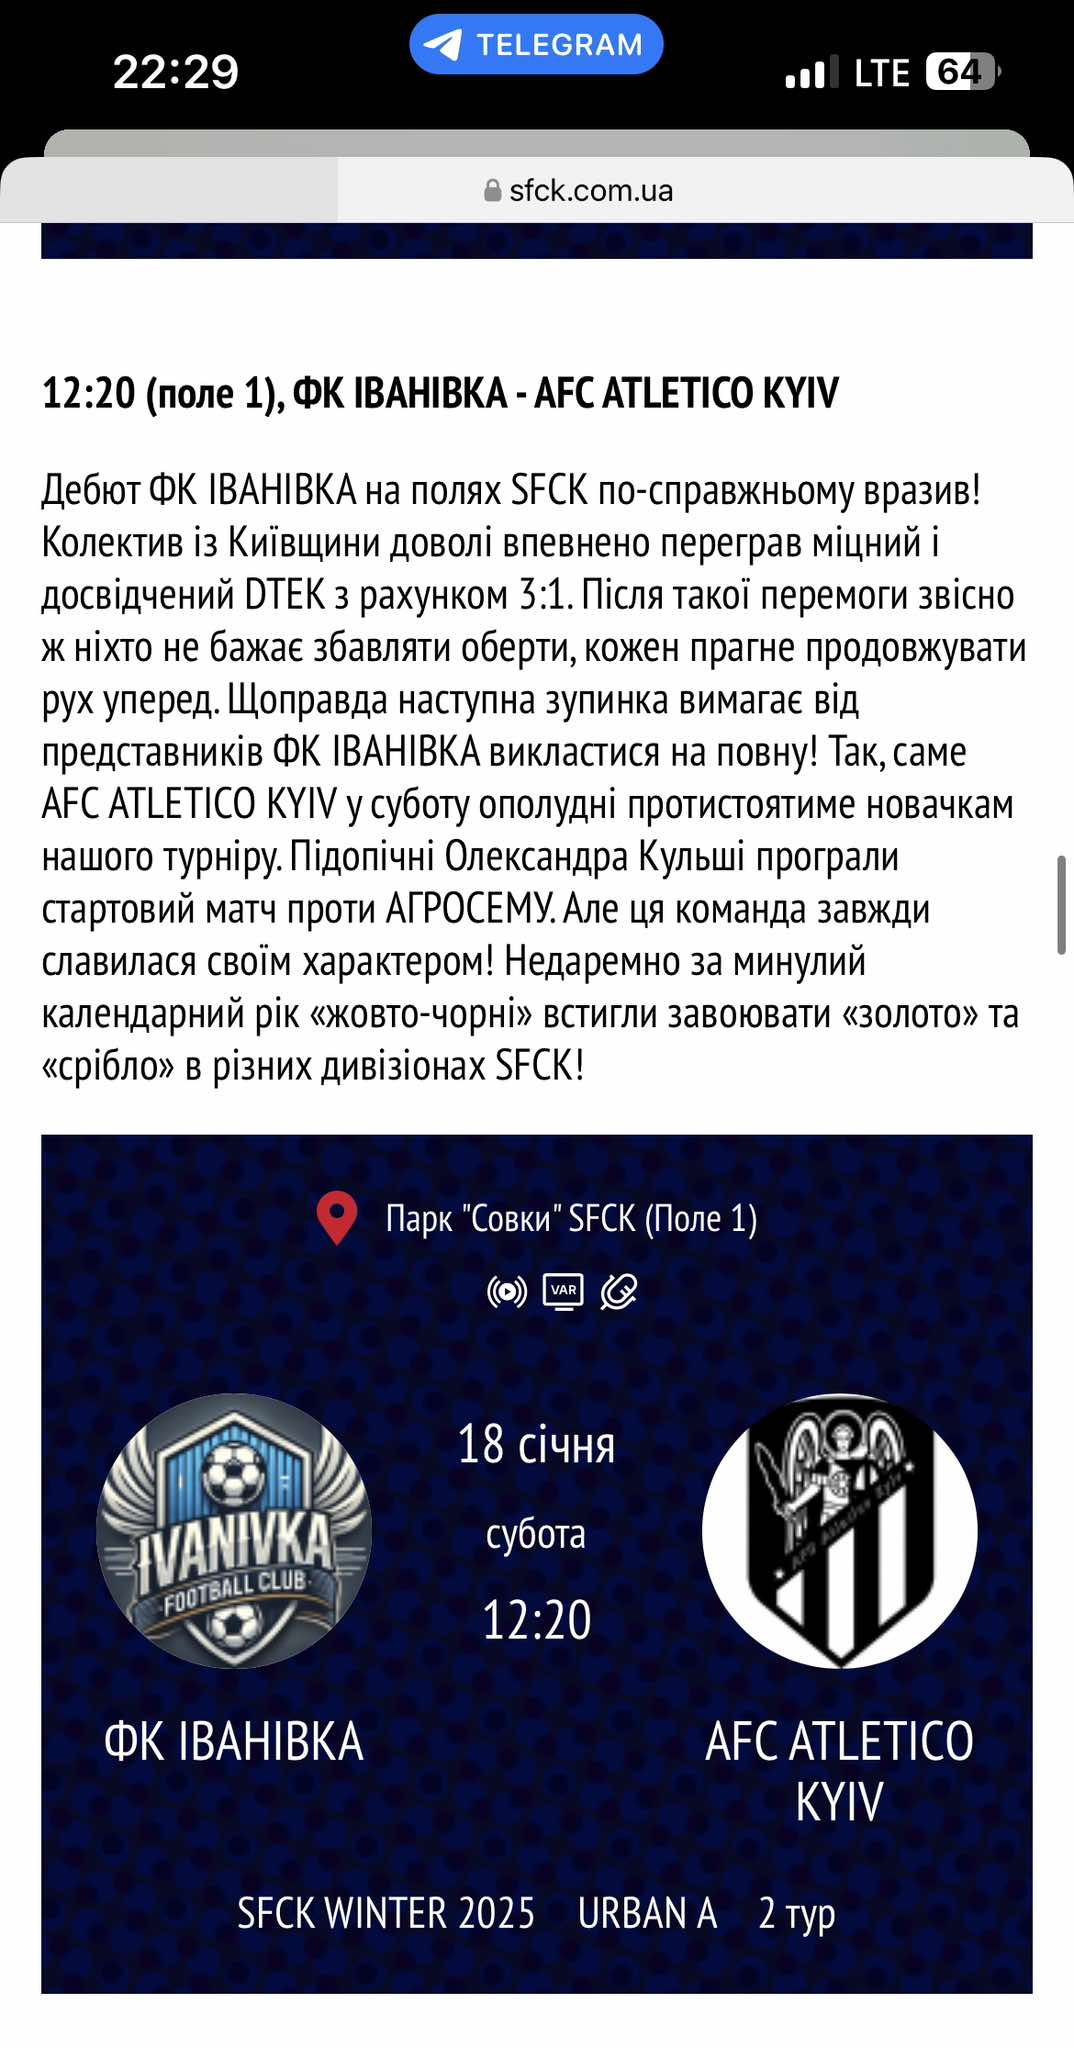 22:29
TELEGRAM
LTE
64
sfck.com.ua
12:20 (поле 1), ФК ІВАНІВКА - AFC ATLETICO KYIV
Дебют ФК ІВАНІВКА на полях SFCK по-справжньому вразив!
Колектив із Київщини доволі впевнено переграв міцний і
досвідчений DTEK з рахунком 3:1. Після такої перемоги звісно
ж ніхто не бажає збавляти оберти, кожен прагне продовжувати
рух уперед. Щоправда наступна зупинка вимагає від
представників ФК ІВАНІВКА викластися на повну! Так, саме
AFC ATLETICO KYIV у суботу ополудні протистоятиме новачкам
нашого турніру. Підопічні Олександра Кульші програли
стартовий матч проти АГРОСЕМУ. Але ця команда завжди
славилася своїм характером! Недаремно за минулий
календарний рік «жовто-чорні» встигли завоювати «золото» та
«срібло» в різних дивізіонах SFCK!
Парк "Совки" SFCK (Поле 1)
VAR
18 січня
субота
12:20
IVANIVKA
FOOTBALL CLUB
AFC Atletico Kyiv
ФК ІВАНІВКА
AFC ATLETICO
KYIV
SFCK WINTER 2025 URBAN A 2 тур